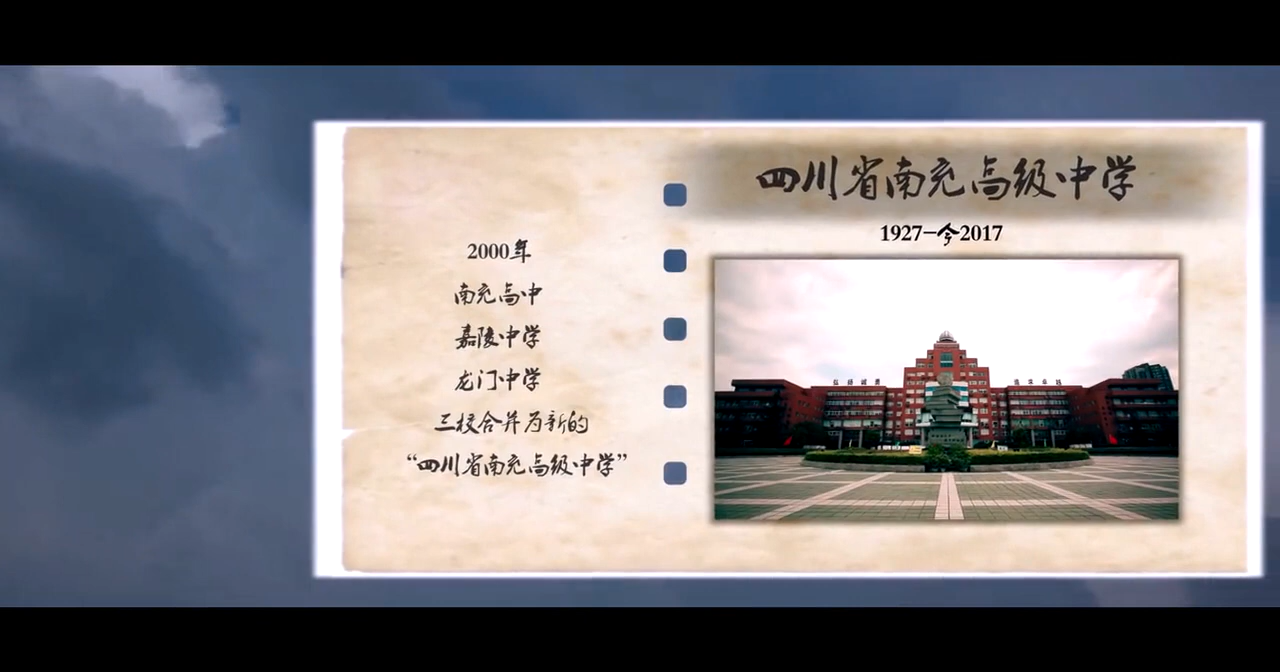 四川省南充高级中学
1927-今2017
2000年
南充高中
嘉陵中学
龙门中学
三校合并为新的
“四川省南充高级中学”